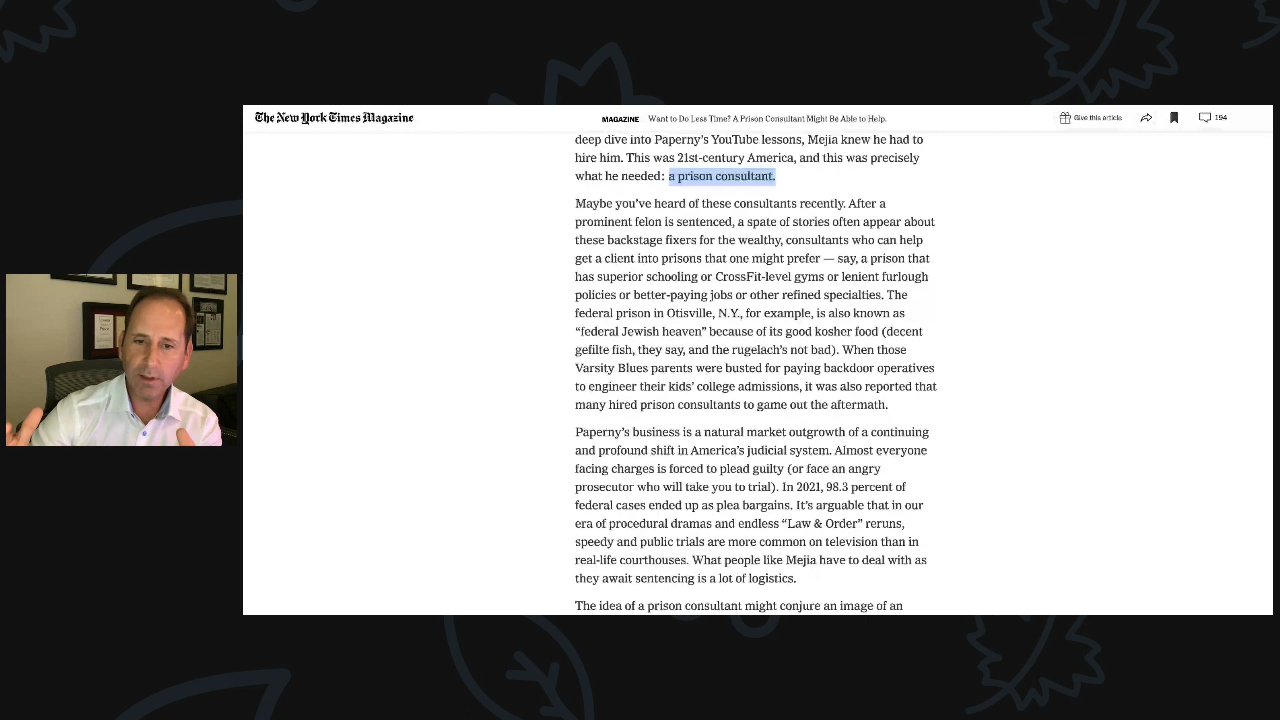 The New York Times Magazine
MAGAZINE Want to Do Less Time? A Prison Consultant Might Be Able to Help.
Give this article
194
deep dive into Paperny’s YouTube lessons, Mejia knew he had to
hire him. This was 21st-century America, and this was precisely
what he needed: a prison consultant.
Maybe you’ve heard of these consultants recently. After a
prominent felon is sentenced, a spate of stories often appear about
these backstage fixers for the wealthy, consultants who can help
get a client into prisons that one might prefer — say, a prison that
has superior schooling or CrossFit-level gyms or lenient furlough
policies or better-paying jobs or other refined specialties. The
federal prison in Otisville, N.Y., for example, is also known as
“federal Jewish heaven” because of its good kosher food (decent
gefilte fish, they say, and the rugelach’s not bad). When those
Varsity Blues parents were busted for paying backdoor operatives
to engineer their kids’ college admissions, it was also reported that
many hired prison consultants to game out the aftermath.
Paperny’s business is a natural market outgrowth of a continuing
and profound shift in America’s judicial system. Almost everyone
facing charges is forced to plead guilty (or face an angry
prosecutor who will take you to trial). In 2021, 98.3 percent of
federal cases ended up as plea bargains. It’s arguable that in our
era of procedural dramas and endless “Law & Order” reruns,
speedy and public trials are more common on television than in
real-life courthouses. What people like Mejia have to deal with as
they await sentencing is a lot of logistics.
The idea of a prison consultant might conjure an image of an